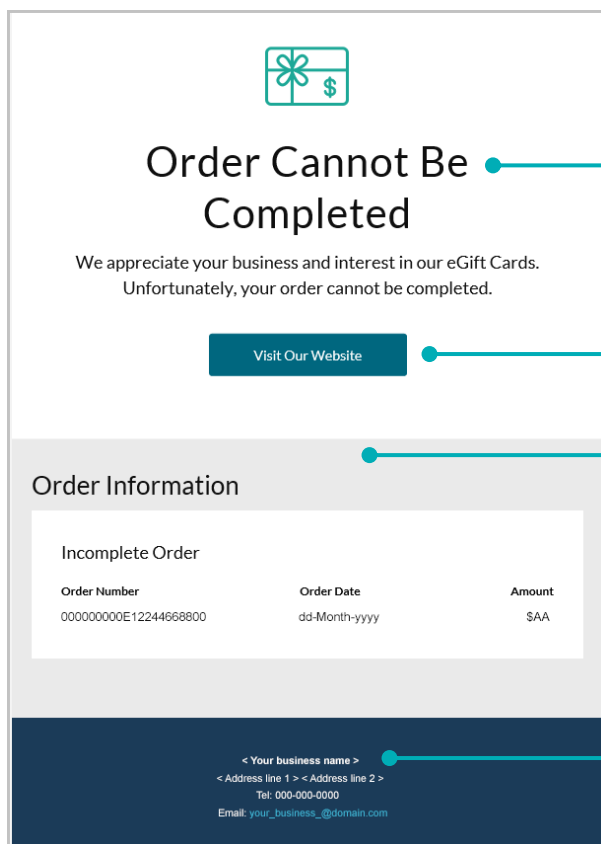 $
Order Cannot Be
Completed
We appreciate your business and interest in our eGift Cards.
Unfortunately, your order cannot be completed.
Visit Our Website
Order Information
Incomplete Order
Order Number Order Date Amount
000000000E12244668800 dd-Month-yyyy $AA
< Your business name >
< Address line 1 > < Address line 2 >
Tel: 000-000-0000
Email: your_business_@domain.com